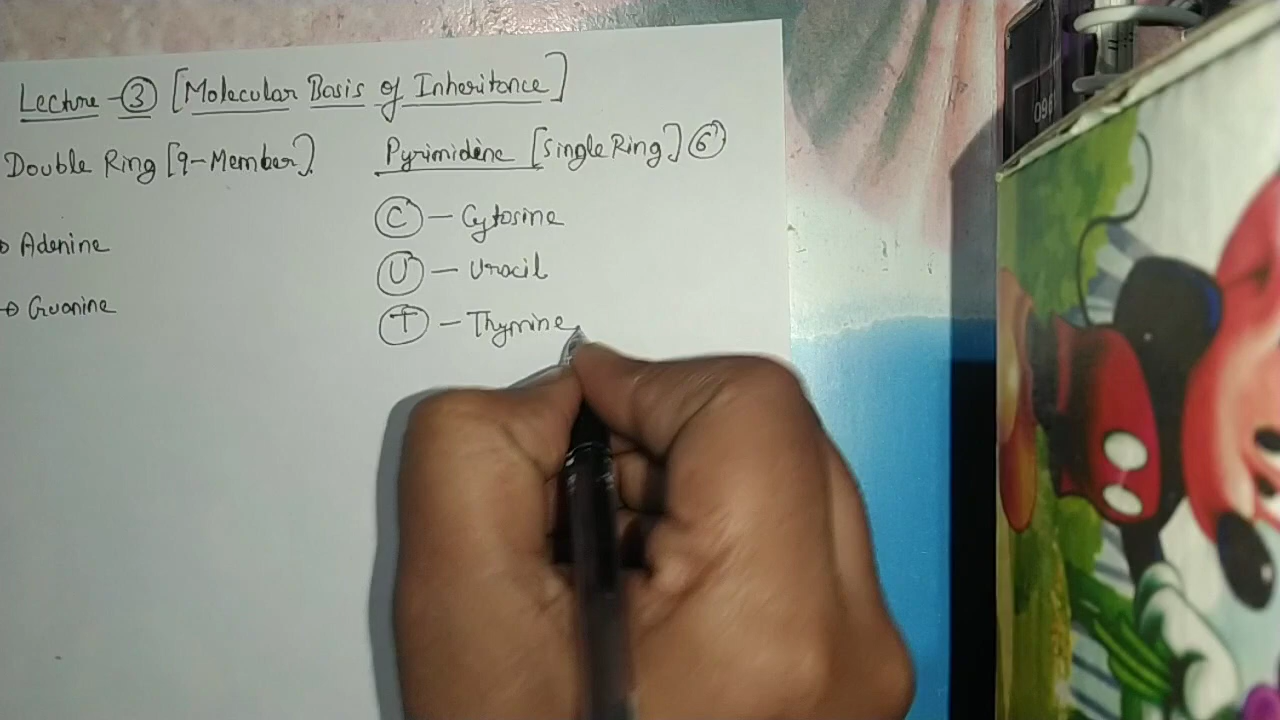 Lecture - 3 [Molecular Basis of Inheritance]
Double Ring [9-Member].
Pyrimidine [Single Ring] 6
Adenine
Guanine
C - Cytosine
U - Uracil
T - Thymine